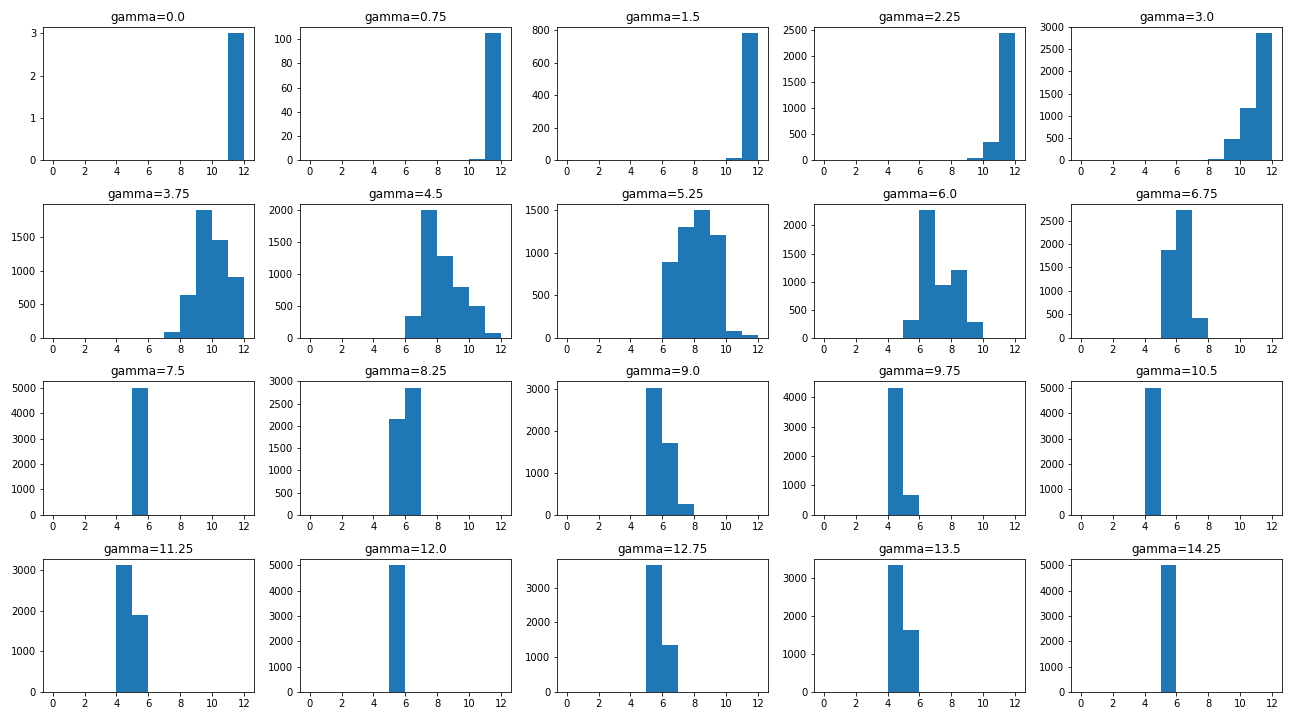 gamma=0.0 gamma=0.75 gamma=1.5 gamma=2.25 gamma=3.0
3 100 800 2500 3000
2 80 600 2000 2500
1 60 400 1500 2000
0 40 200 1000 1500
20 0 500 1000
0 0 500
0
0 2 4 6 8 10 12 0 2 4 6 8 10 12 0 2 4 6 8 10 12 0 2 4 6 8 10 12 0 2 4 6 8 10 12
gamma=3.75 gamma=4.5 gamma=5.25 gamma=6.0 gamma=6.75
1500 2000 1500 2000 2500
1000 1500 1000 1500 2000
500 1000 500 1000 1500
0 500 0 500 1000
0 0 500
0
0 2 4 6 8 10 12 0 2 4 6 8 10 12 0 2 4 6 8 10 12 0 2 4 6 8 10 12 0 2 4 6 8 10 12
gamma=7.5 gamma=8.25 gamma=9.0 gamma=9.75 gamma=10.5
5000 3000 3000 4000 5000
4000 2500 2000 3000 4000
3000 2000 1000 2000 3000
2000 1500 0 1000 2000
1000 1000 0 1000
0 500 0
0
0 2 4 6 8 10 12 0 2 4 6 8 10 12 0 2 4 6 8 10 12 0 2 4 6 8 10 12 0 2 4 6 8 10 12
gamma=11.25 gamma=12.0 gamma=12.75 gamma=13.5 gamma=14.25
3000 5000 3000 3000 5000
2000 4000 2000 2000 4000
1000 3000 1000 1000 3000
0 2000 0 0 2000
1000 1000
0 0
0 2 4 6 8 10 12 0 2 4 6 8 10 12 0 2 4 6 8 10 12 0 2 4 6 8 10 12 0 2 4 6 8 10 12